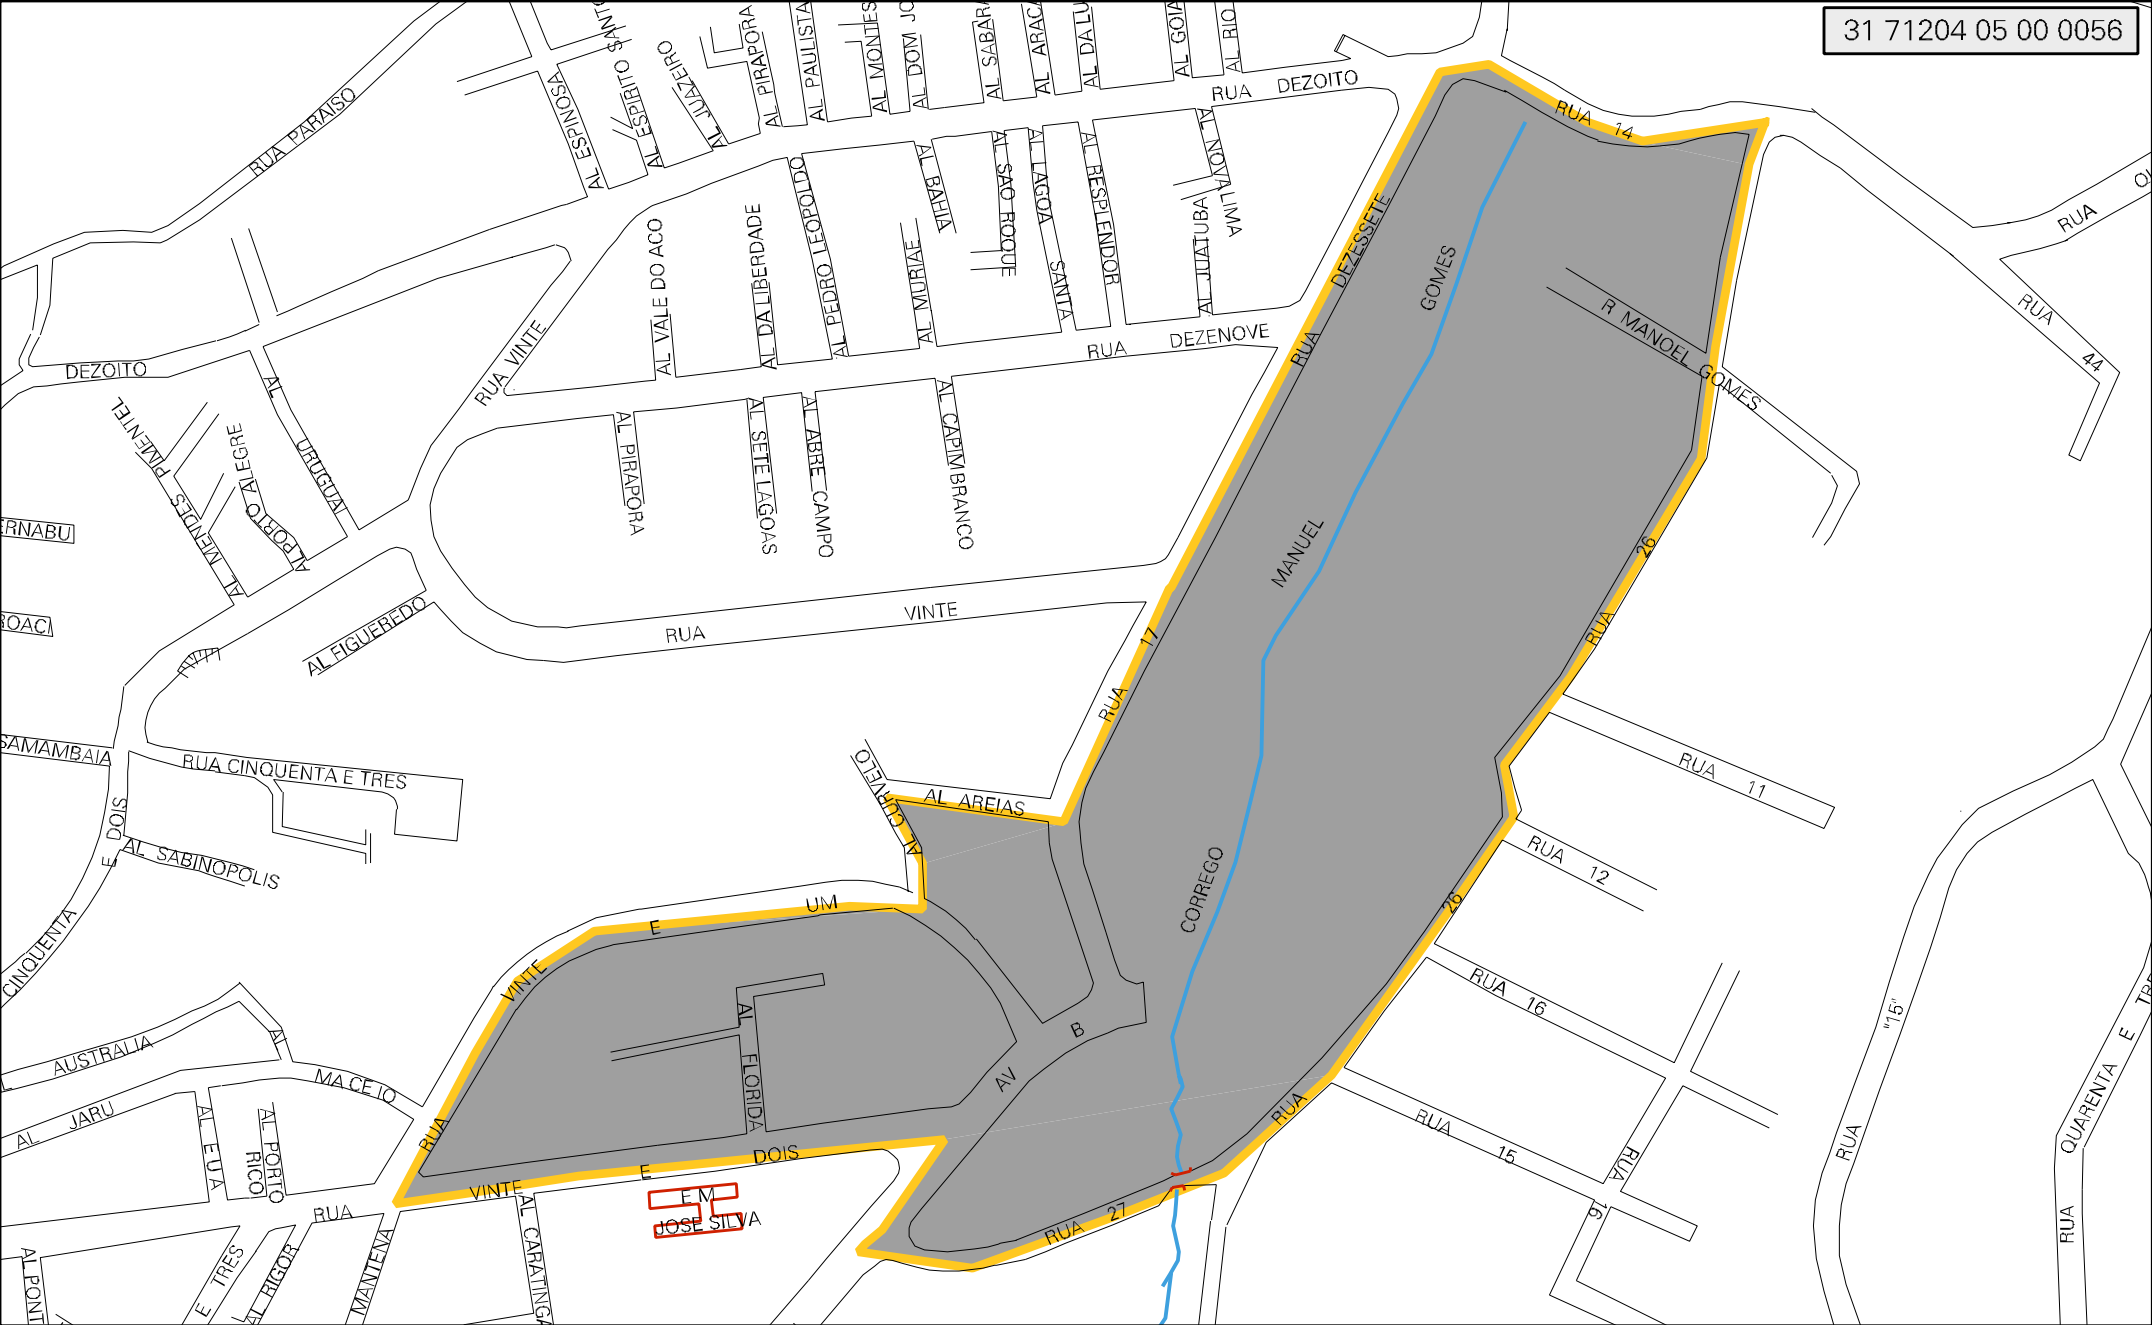 31 71204 05 00 0056
RUA PARAISO
AL ESPINOSA
AL ESPIRITO SANTO
AL JUAZEIRO
AL PIRAPORA
AL PAULISTA
AL MONTES
AL DOM JO
AL SABARA
AL ARACA
AL DA LU
AL GOIA
AL RIO
RUA DEZOITO
RUA 14
AL VALE DO ACO
AL DA LIBERDADE
AL PEDRO LEOPOLDO
AL BAHIA
AL MURIAE
AL SAO ROQUE
AL LAGOA SANTA
AL RESPLENDOR
AL NOVA LIMA
AL JUATUBA
RUA DEZESSETE
RUA
RUA 44
R MANOEL GOMES
CORREGO MANUEL GOMES
DEZOITO
RUA VINTE
RUA DEZENOVE
AL URUGUAI
AL MENDES PIMENTEL
AL PORTO ALEGRE
AL PIRAPORA
AL SETE LAGOAS
AL ABRE CAMPO
AL CAPIMBRANCO
ERNABU
ROACI
AL FIGUEREDO
RUA VINTE
RUA 17
RUA 26
SAMAMBAIA
RUA CINQUENTA E TRES
CINQUENTA E DOIS
AL SABINOPOLIS
AL CURVELO
AL AREIAS
RUA 11
RUA 12
26
RUA VINTE E UM
RUA 16
RUA "15"
AL FLORIDA
AV B
AL AUSTRALIA
AL MACEIO
AL JARU
AL E U A
AL PORTO RICO
RUA VINTE E DOIS
E M
JOSE SILVA
RUA 27
RUA
RUA 15
RUA 16
RUA QUARENTA E TRE
AL PONT
E TRES
AL RIGOR
MANTENA
AL CARATINGA